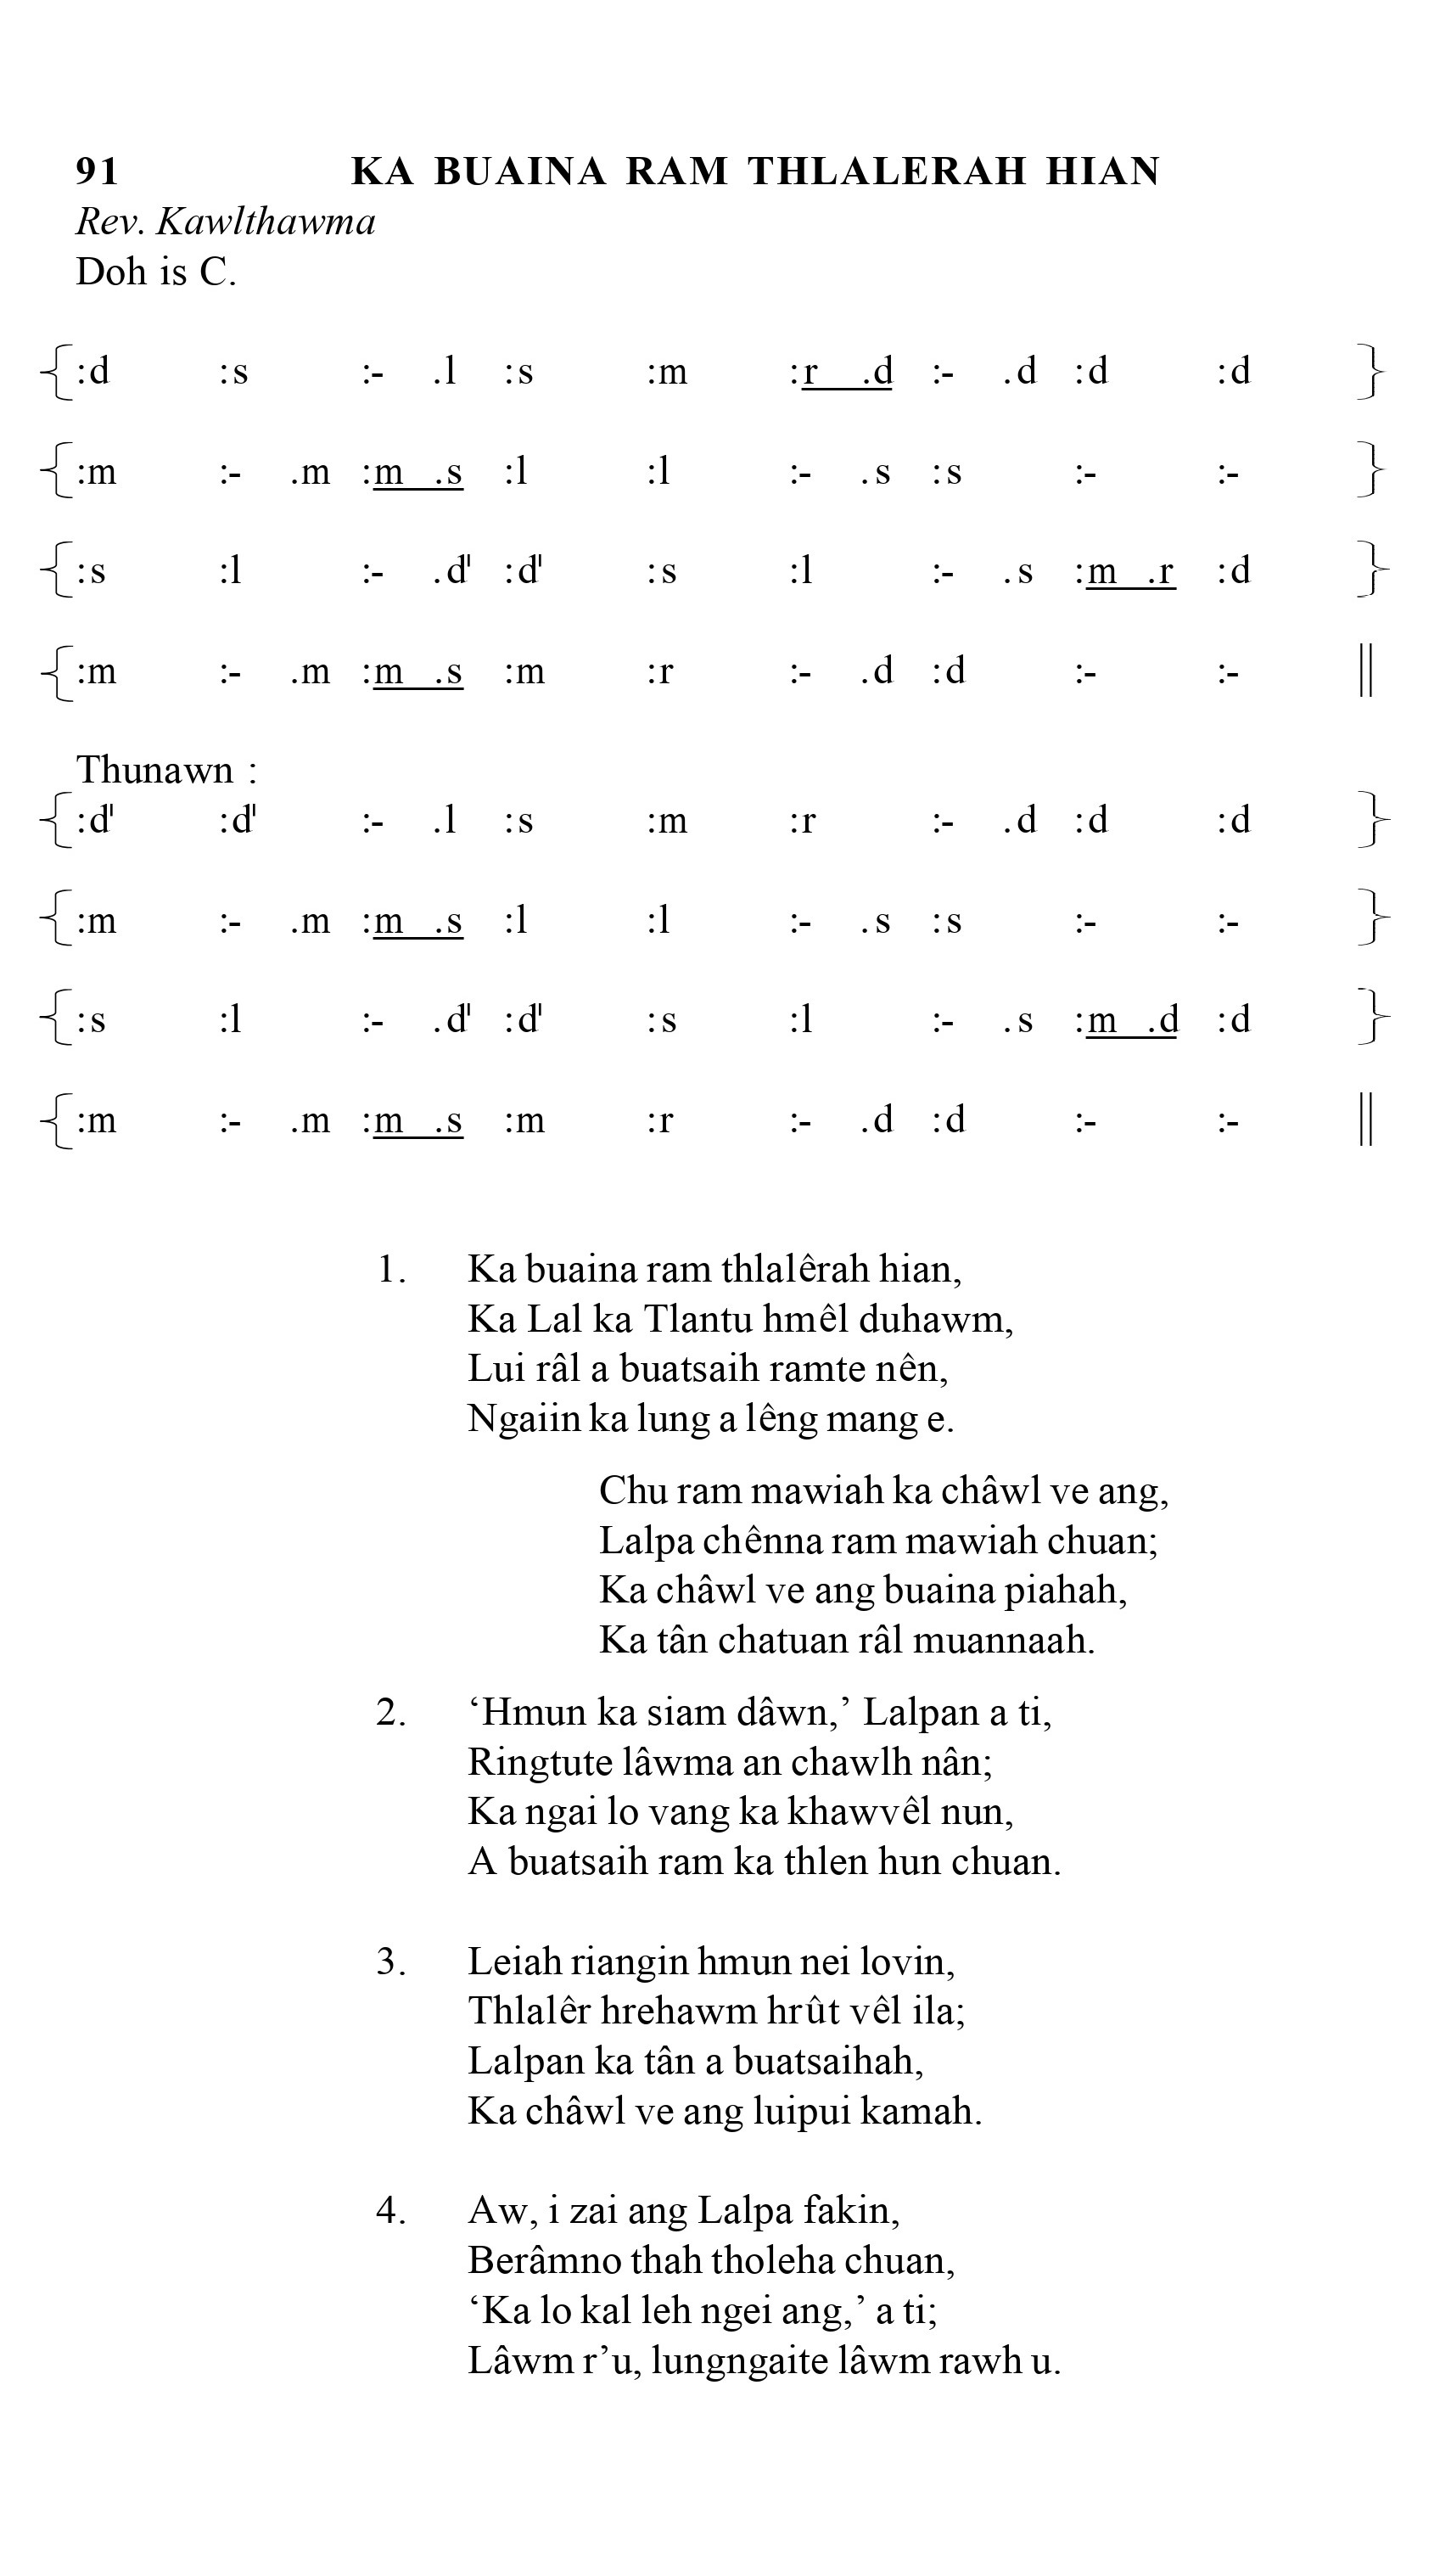 91 KA BUAINA RAM THLALERAH HIAN
Rev. Kawlthawma
Doh is C.
{:d :s :- .l :s :m :r .d :- .d :d :d }
{:m :- .m :m .s :l :l :- .s :s :- :- }
{:s :l :- .d' :d' :s :l :- .s :m .r :d }
{:m :- .m :m .s :m :r :- .d :d :- :- ||
Thunawn :
{:d' :d' :- .l :s :m :r :- .d :d :d }
{:m :- .m :m .s :l :l :- .s :s :- :- }
{:s :l :- .d' :d' :s :l :- .s :m .d :d }
{:m :- .m :m .s :m :r :- .d :d :- :- ||
1. Ka buaina ram thlalêrah hian,
Ka Lal ka Tlantu hmêl duhawm,
Lui râl a buatsaih ramte nên,
Ngaiin ka lung a lêng mang e.
Chu ram mawiah ka châwl ve ang,
Lalpa chênna ram mawiah chuan;
Ka châwl ve ang buaina piahah,
Ka tân chatuan râl muannaah.
2. ‘Hmun ka siam dâwn,’ Lalpan a ti,
Ringtute lâwma an chawlh nân;
Ka ngai lo vang ka khawvêl nun,
A buatsaih ram ka thlen hun chuan.
3. Leiah riangin hmun nei lovin,
Thlalêr hrehawm hrût vêl ila;
Lalpan ka tân a buatsaihah,
Ka châwl ve ang luipui kamah.
4. Aw, i zai ang Lalpa fakin,
Berâmno thah tholeha chuan,
‘Ka lo kal leh ngei ang,’ a ti;
Lâwm r’u, lungngaite lâwm rawh u.